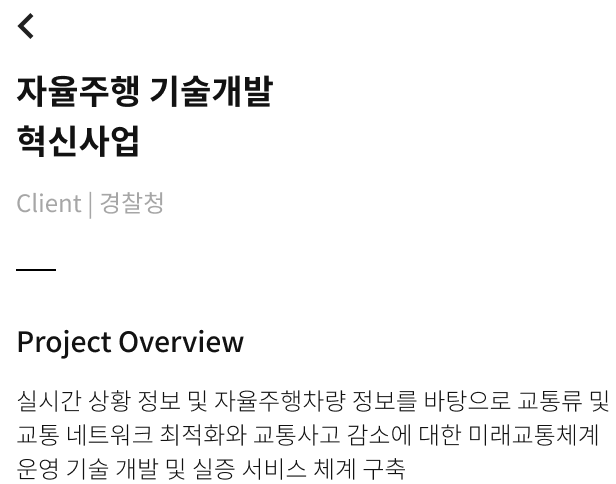 자율주행 기술개발
혁신사업
Client | 경찰청
Project Overview
실시간 상황 정보 및 자율주행차량 정보를 바탕으로 교통류 및
교통 네트워크 최적화와 교통사고 감소에 대한 미래교통체계
운영 기술 개발 및 실증 서비스 체계 구축